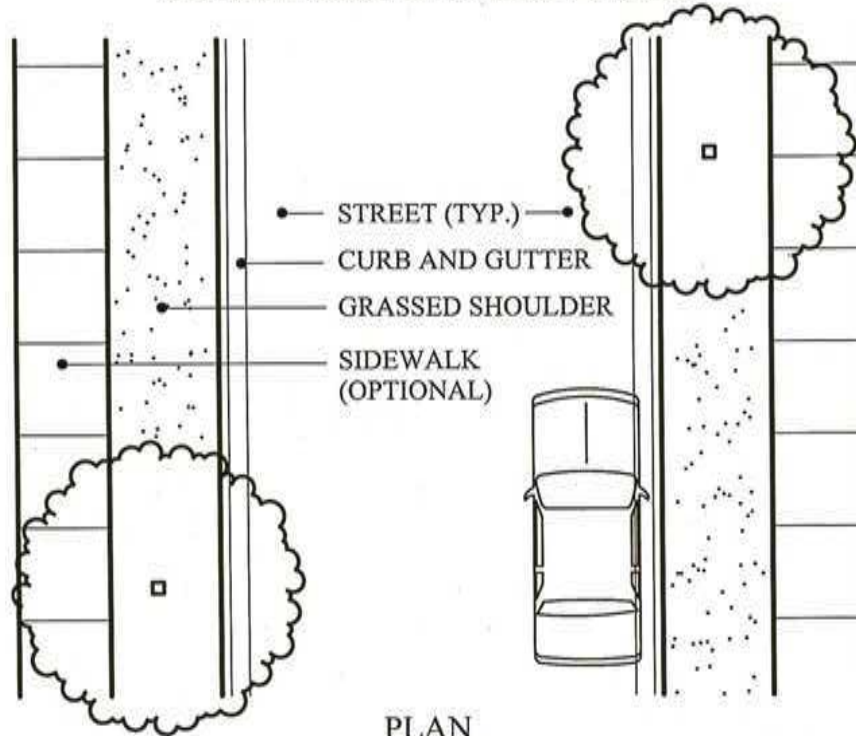 STREET (TYP.)
CURB AND GUTTER
GRASSED SHOULDER
SIDEWALK
(OPTIONAL)
PLAN